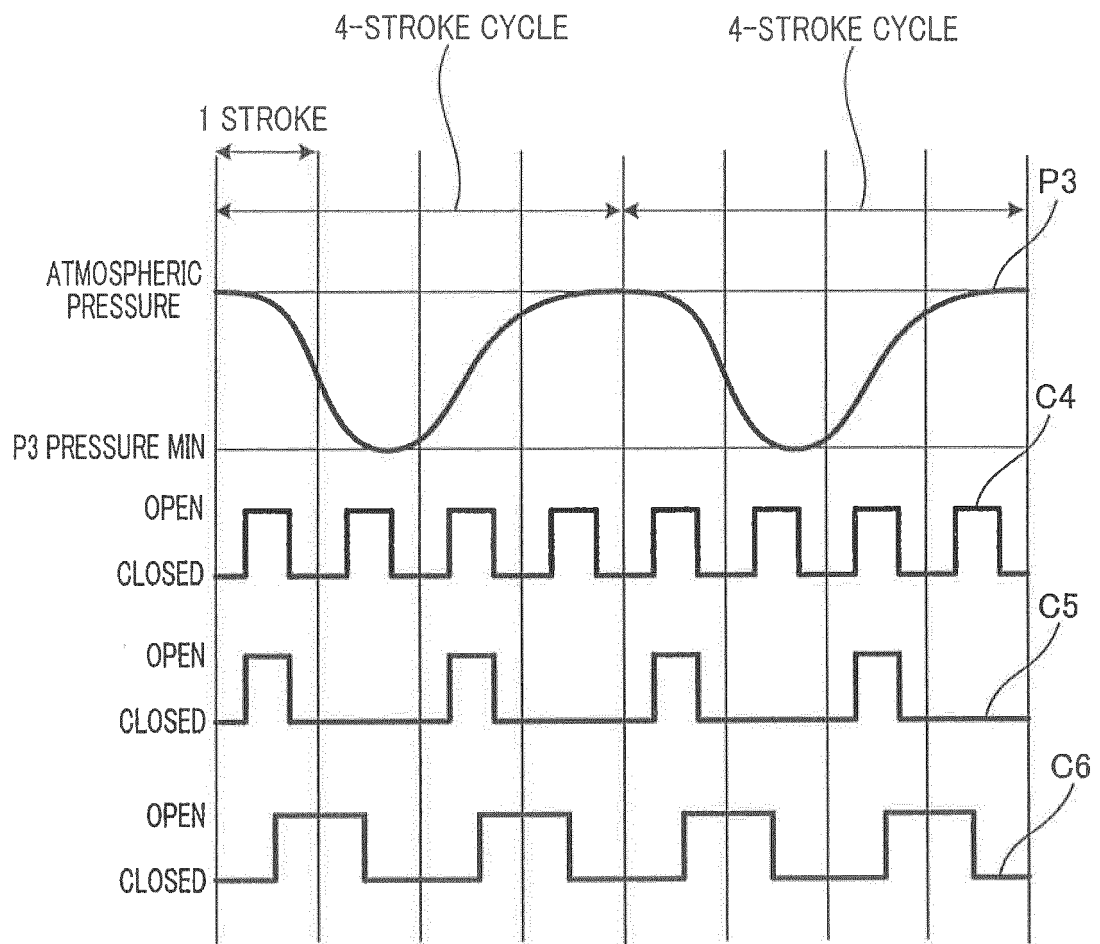 4-STROKE CYCLE
4-STROKE CYCLE
1 STROKE
P3
ATMOSPHERIC
PRESSURE
C4
P3 PRESSURE MIN
OPEN
CLOSED
C5
OPEN
CLOSED
C6
OPEN
CLOSED